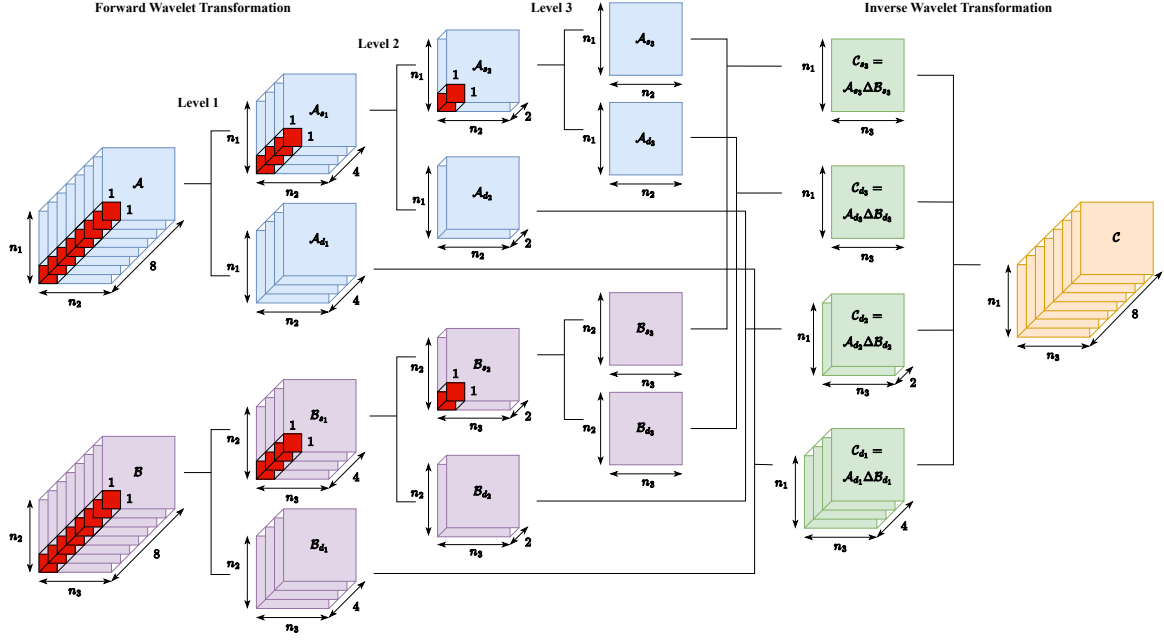 Forward Wavelet Transformation
Level 3
Inverse Wavelet Transformation
Level 2
Level 1
n₁
𝒜
1
1
n₂
8
n₁
𝒜ₛ₁
1
1
n₂
4
n₁
𝒜d₁
n₂
4
n₁
𝒜ₛ₂
1
1
n₂
2
n₁
𝒜d₂
n₂
2
n₁
𝒜ₛ₃
n₂
n₁
𝒜d₃
n₂
n₂
ℬ
1
1
n₃
8
n₂
ℬₛ₁
1
1
n₃
4
n₂
ℬd₁
n₃
4
n₂
ℬₛ₂
1
1
n₃
2
n₂
ℬd₂
n₃
2
n₂
ℬₛ₃
n₃
n₂
ℬd₃
n₃
n₁
𝒞ₛ₃ =
𝒜ₛ₃Δℬₛ₃
n₃
n₁
𝒞d₃ =
𝒜d₃Δℬd₃
n₃
n₁
𝒞d₂ =
𝒜d₂Δℬd₂
n₃
2
n₁
𝒞d₁ =
𝒜d₁Δℬd₁
n₃
4
n₁
𝒞
n₃
8